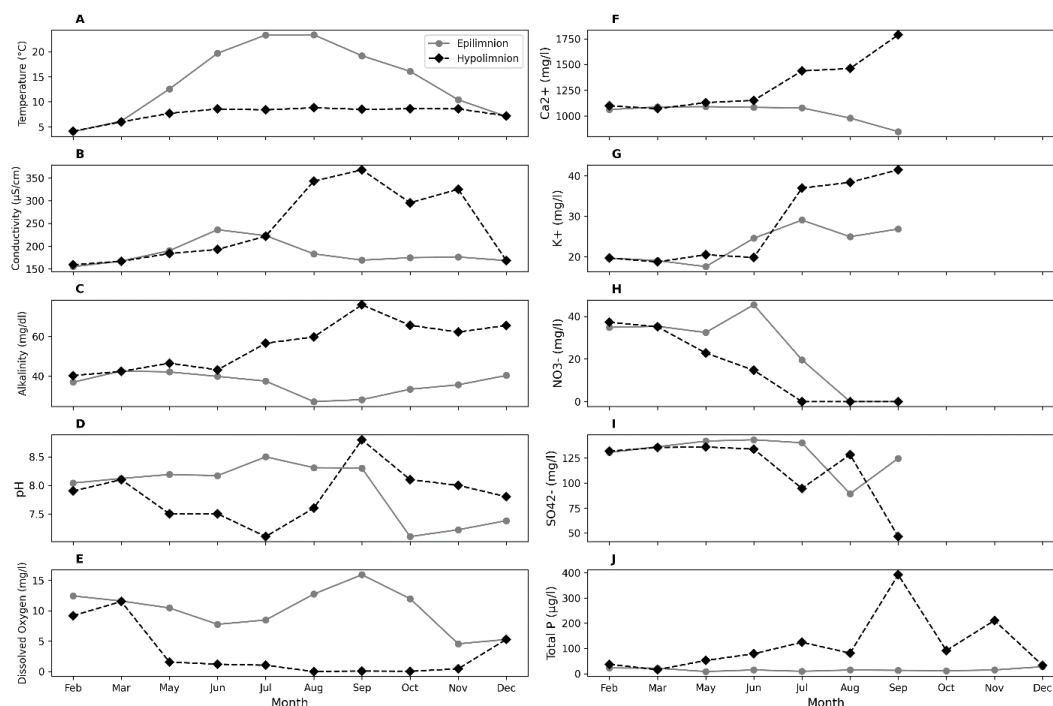 A
Temperature (°C)
20
15
10
5
Epilimnion
Hypolimnion
B
Conductivity (µS/cm)
350
300
250
200
150
C
Alkalinity (mg/dl)
60
40
D
pH
8.5
8.0
7.5
E
Dissolved Oxygen (mg/l)
15
10
5
0
Feb Mar May Jun Jul Aug Sep Oct Nov Dec
Month
F
Ca2+ (mg/l)
1750
1500
1250
1000
G
K+ (mg/l)
40
30
20
H
NO3- (mg/l)
40
20
0
I
SO42- (mg/l)
125
100
75
50
J
Total P (µg/l)
400
300
200
100
0
Feb Mar May Jun Jul Aug Sep Oct Nov Dec
Month